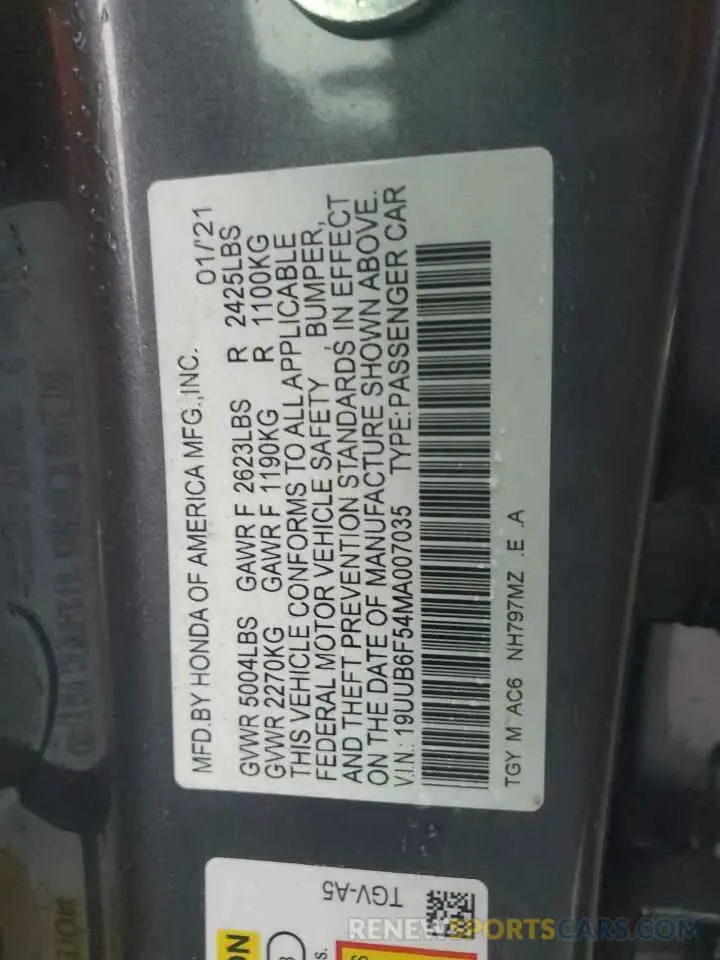 MFD.BY HONDA OF AMERICA MFG.,INC. 01/'21
GVWR 5004LBS GAWR F 2623LBS R 2425LBS
GVWR 2270KG GAWR F 1190KG R 1100KG
THIS VEHICLE CONFORMS TO ALL APPLICABLE
FEDERAL MOTOR VEHICLE SAFETY, BUMPER,
AND THEFT PREVENTION STANDARDS IN EFFECT
ON THE DATE OF MANUFACTURE SHOWN ABOVE.
V.I.N.: 19UUB6F54MA007035 TYPE:PASSENGER CAR
TGY M AC6 NH797MZ .E .A
TGV-A5
RENEWSPORTSCARS.COM